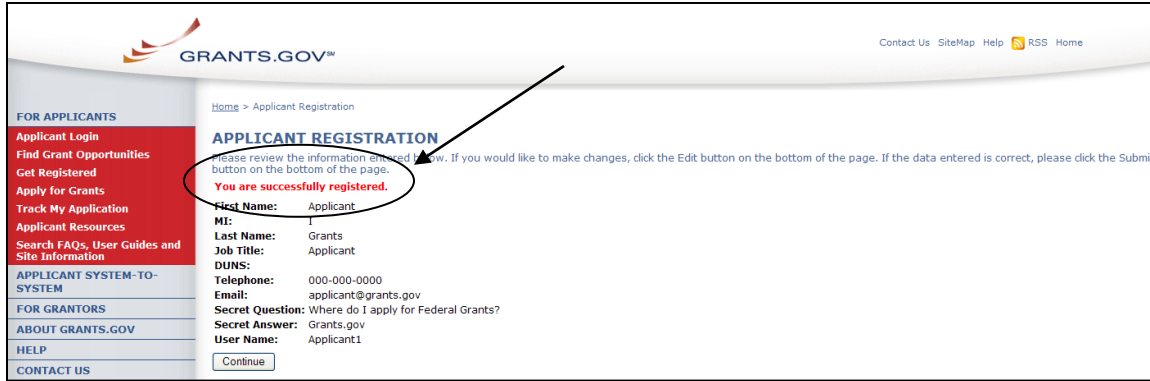 GRANTS.GOV℠
Contact Us SiteMap Help RSS Home
FOR APPLICANTS
Applicant Login
Find Grant Opportunities
Get Registered
Apply for Grants
Track My Application
Applicant Resources
Search FAQs, User Guides and
Site Information
APPLICANT SYSTEM-TO-
SYSTEM
FOR GRANTORS
ABOUT GRANTS.GOV
HELP
CONTACT US
Home > Applicant Registration
APPLICANT REGISTRATION
Please review the information entered below. If you would like to make changes, click the Edit button on the bottom of the page. If the data entered is correct, please click the Submi
button on the bottom of the page.
You are successfully registered.
First Name: Applicant
MI: I
Last Name: Grants
Job Title: Applicant
DUNS:
Telephone: 000-000-0000
Email: applicant@grants.gov
Secret Question: Where do I apply for Federal Grants?
Secret Answer: Grants.gov
User Name: Applicant1
Continue